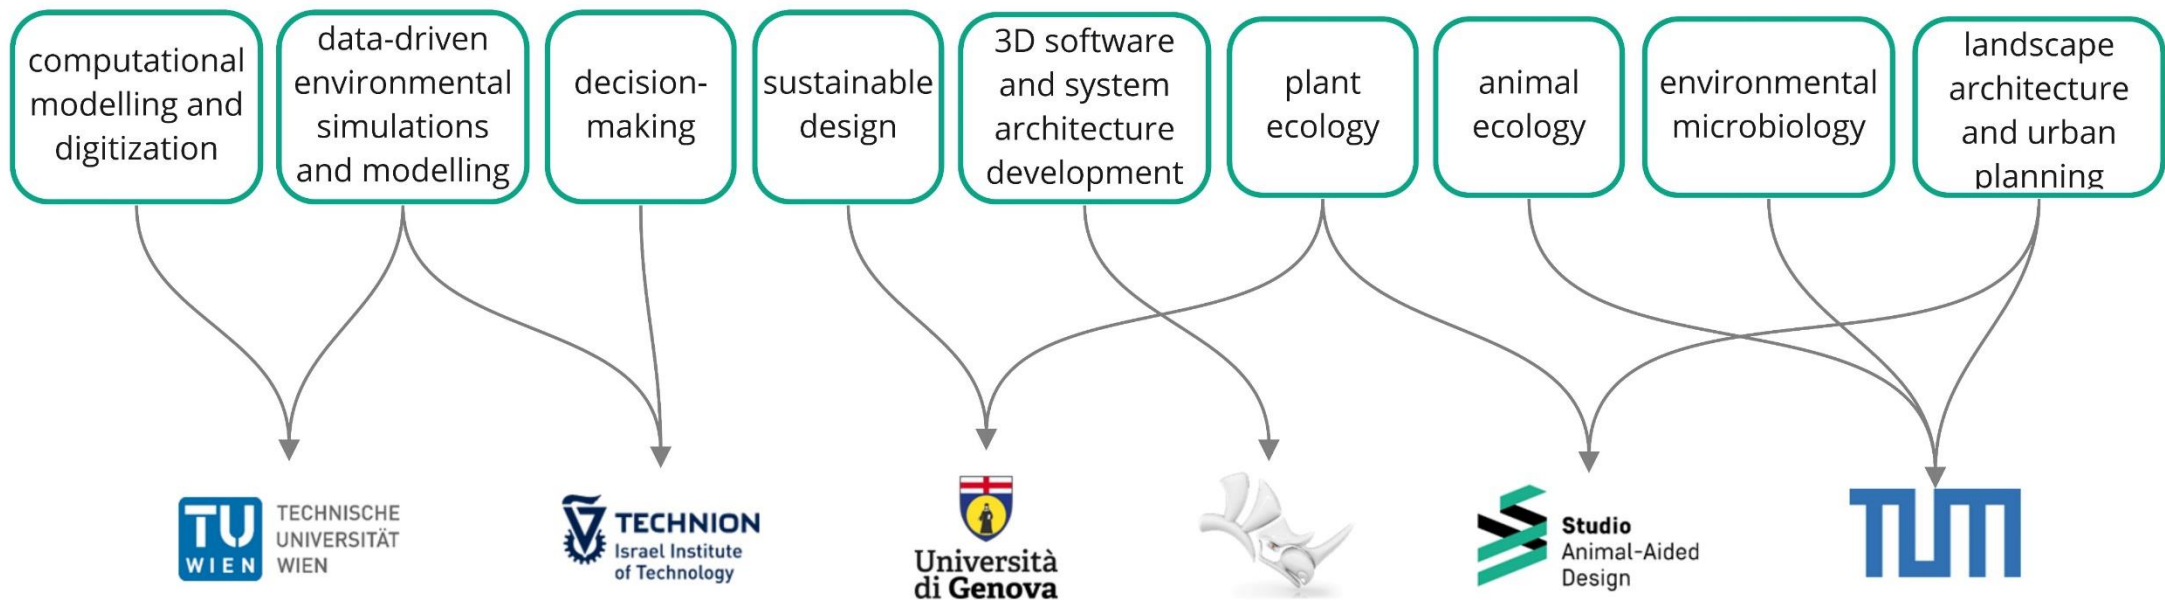 computational
modelling and
digitization
data-driven
environmental
simulations
and modelling
decision-
making
sustainable
design
3D software
and system
architecture
development
plant
ecology
animal
ecology
environmental
microbiology
landscape
architecture
and urban
planning
TU
WIEN
TECHNISCHE
UNIVERSITÄT
WIEN
TECHNION
Israel Institute
of Technology
Università
di Genova
Studio
Animal-Aided
Design
TUM